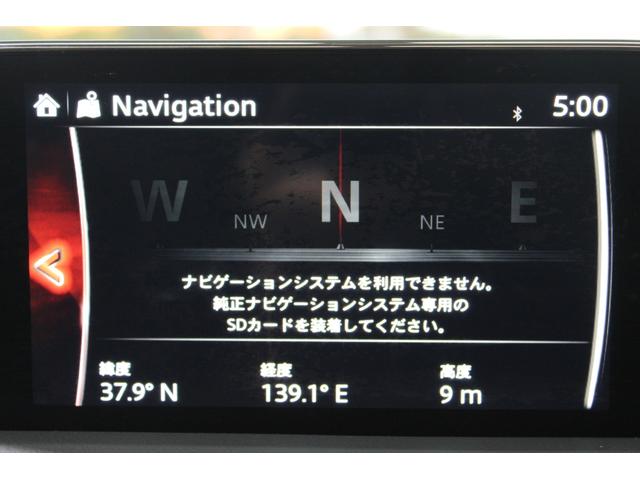 Navigation
5:00
W NW N NE E
ナビゲーションシステムを利用できません。
純正ナビゲーションシステム専用の
SDカードを装着してください。
緯度 経度 高度
37.9° N 139.1° E 9 m